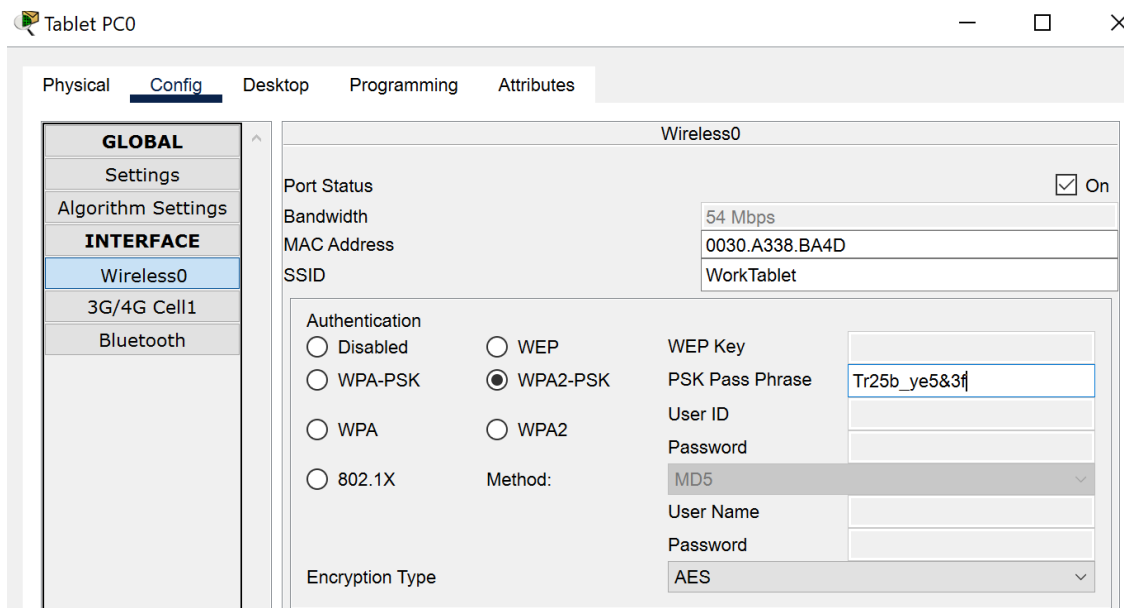 Tablet PC0
Physical Config Desktop Programming Attributes
GLOBAL
Settings
Algorithm Settings
INTERFACE
Wireless0
3G/4G Cell1
Bluetooth
Wireless0
Port Status On
Bandwidth 54 Mbps
MAC Address 0030.A338.BA4D
SSID WorkTablet
Authentication
Disabled WEP WEP Key
WPA-PSK WPA2-PSK PSK Pass Phrase Tr25b_ye5&3f
User ID
WPA WPA2
Password
802.1X Method: MD5
User Name
Password
Encryption Type AES